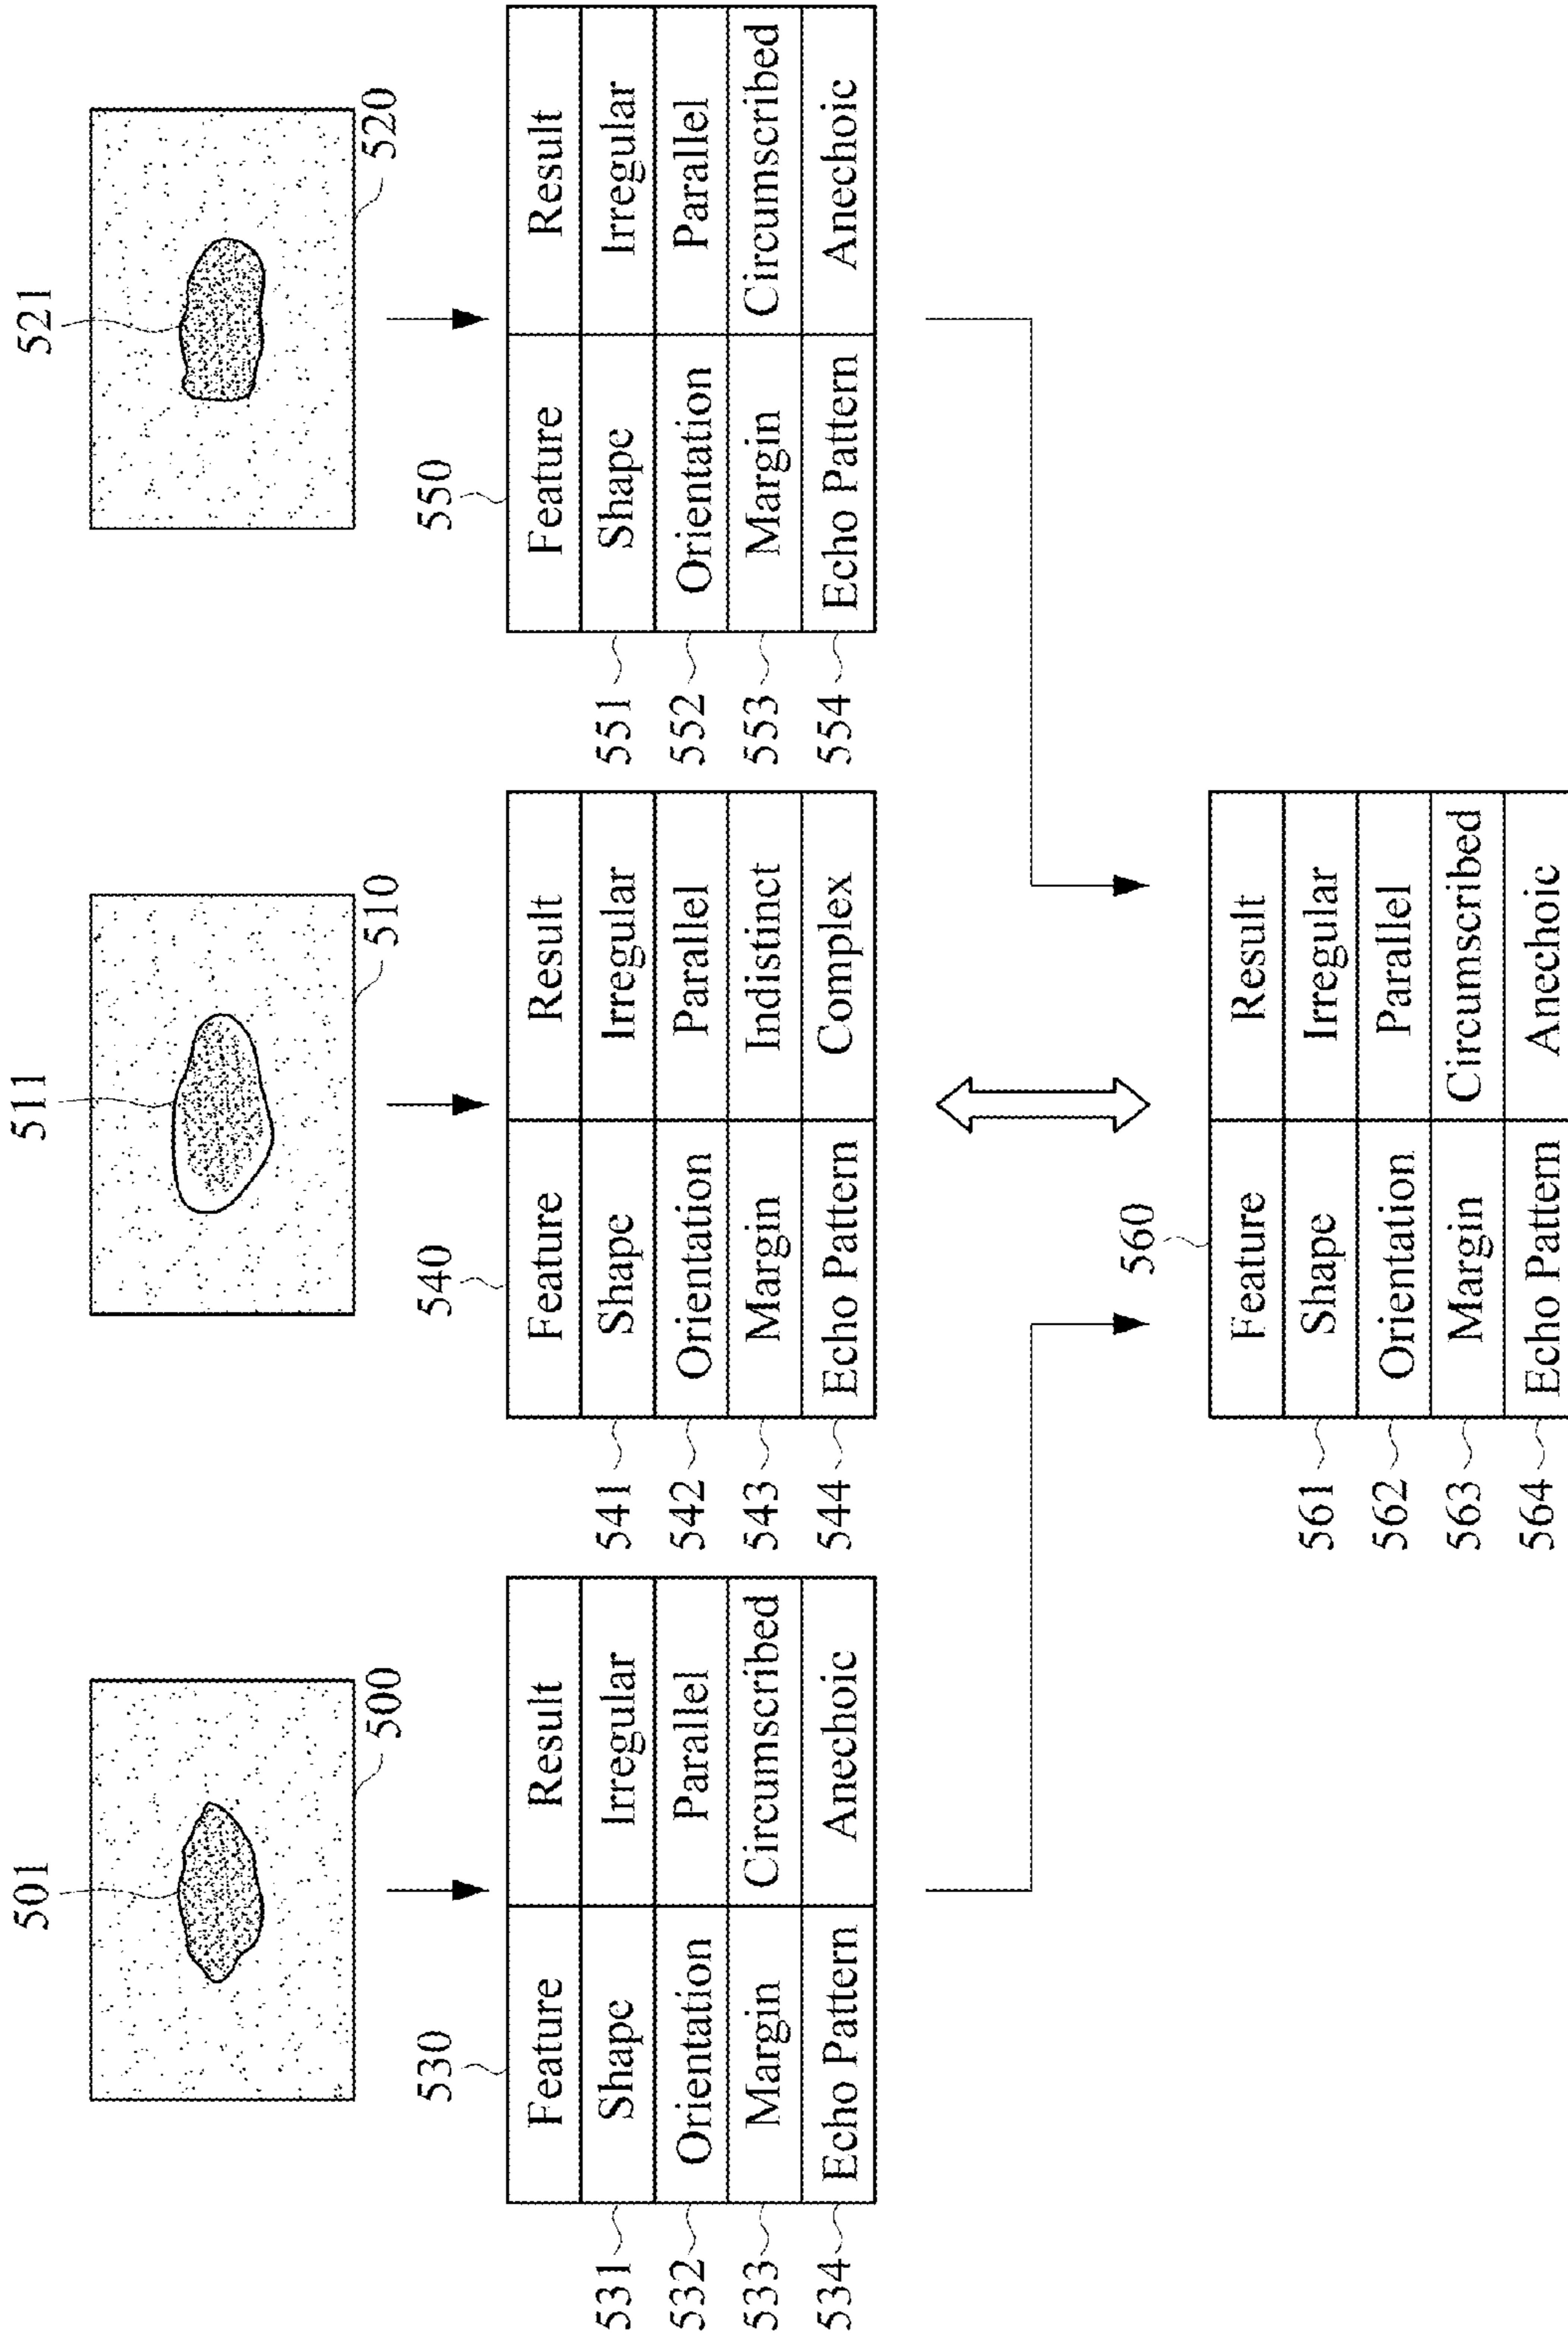 501
511
521
500
510
520
530
540
550
Feature Result
531 Shape Irregular
532 Orientation Parallel
533 Margin Circumscribed
534 Echo Pattern Anechoic
Feature Result
541 Shape Irregular
542 Orientation Parallel
543 Margin Indistinct
544 Echo Pattern Complex
Feature Result
551 Shape Irregular
552 Orientation Parallel
553 Margin Circumscribed
554 Echo Pattern Anechoic
560
Feature Result
561 Shape Irregular
562 Orientation Parallel
563 Margin Circumscribed
564 Echo Pattern Anechoic